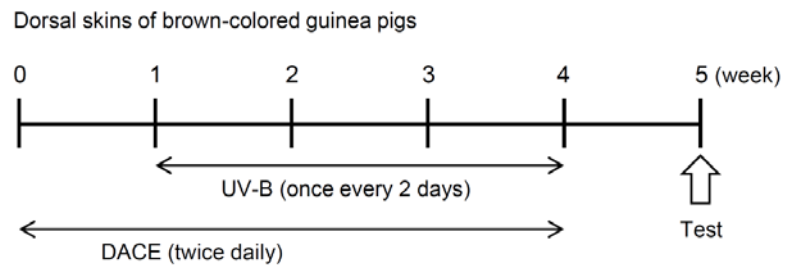 Dorsal skins of brown-colored guinea pigs
0 1 2 3 4 5 (week)
UV-B (once every 2 days)
Test
DACE (twice daily)